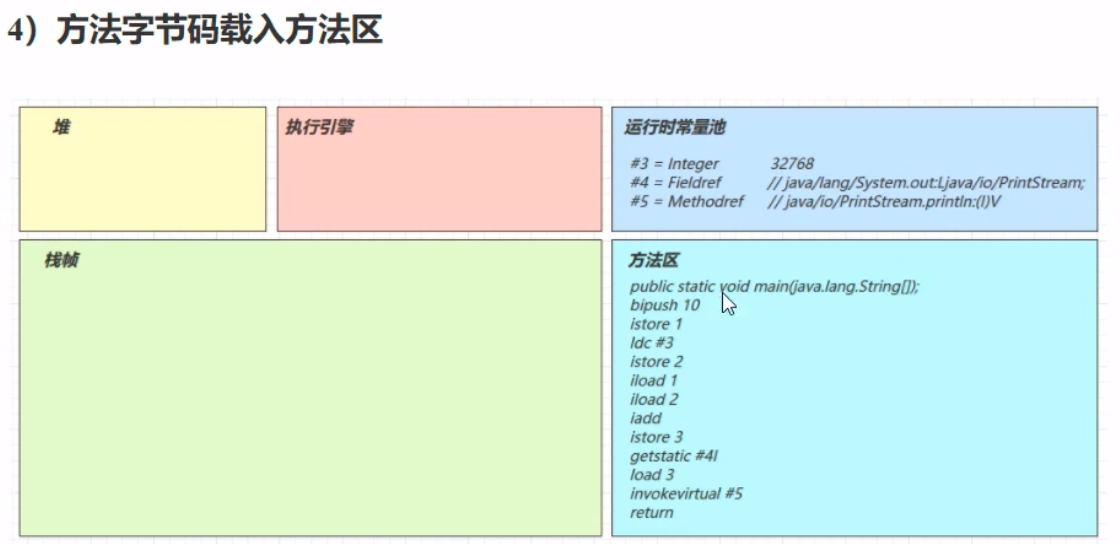 4）方法字节码载入方法区
堆
执行引擎
运行时常量池
#3 = Integer 32768
#4 = Fieldref // java/lang/System.out:Ljava/io/PrintStream;
#5 = Methodref // java/io/PrintStream.println:(I)V
栈帧
方法区
public static void main(java.lang.String[]);
bipush 10
istore 1
ldc #3
istore 2
iload 1
iload 2
iadd
istore 3
getstatic #4I
load 3
invokevirtual #5
return